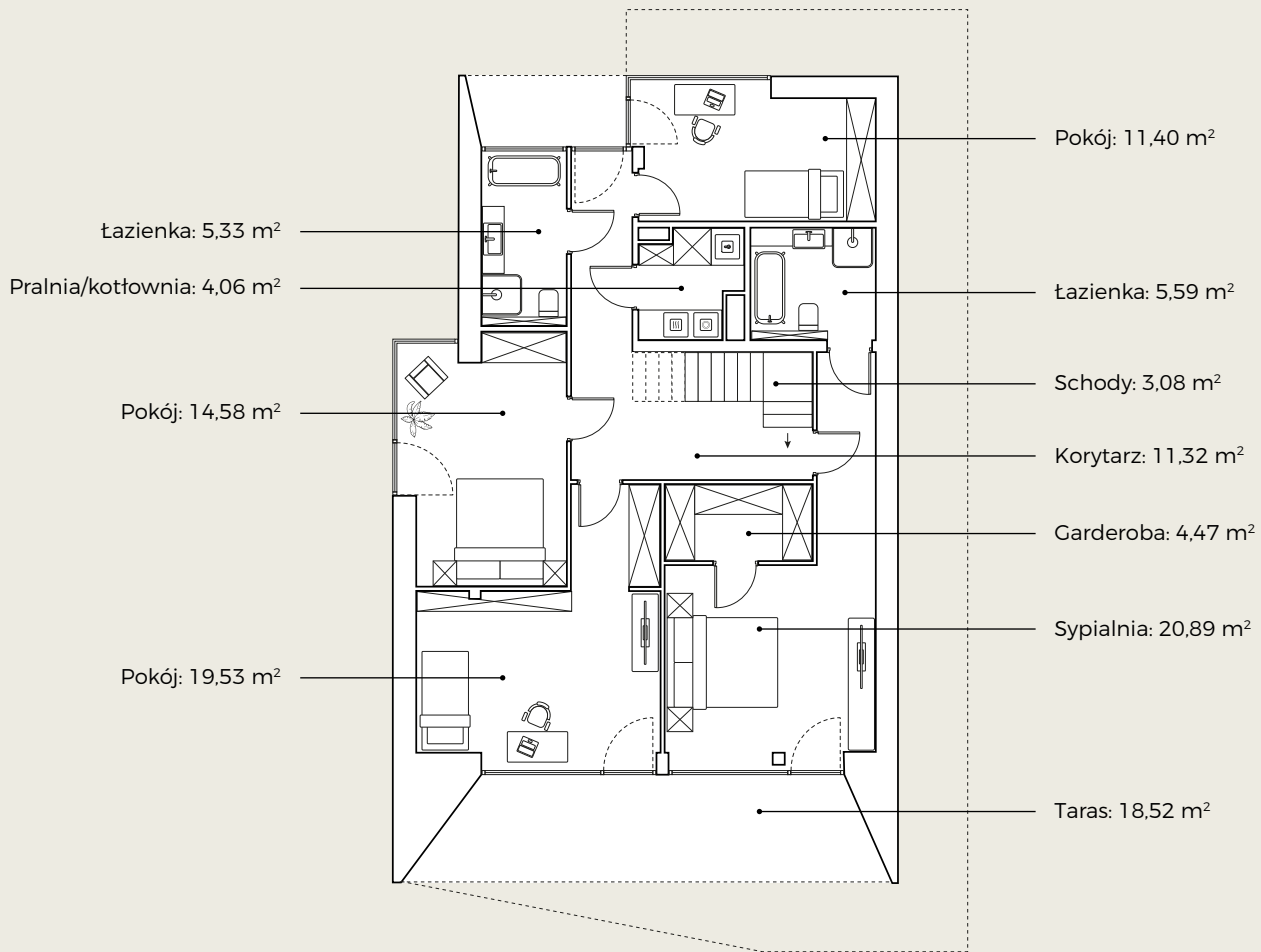 Łazienka: 5,33 m²
Pralnia/kotłownia: 4,06 m²
Pokój: 14,58 m²
Pokój: 19,53 m²
Pokój: 11,40 m²
Łazienka: 5,59 m²
Schody: 3,08 m²
Korytarz: 11,32 m²
Garderoba: 4,47 m²
Sypialnia: 20,89 m²
Taras: 18,52 m²